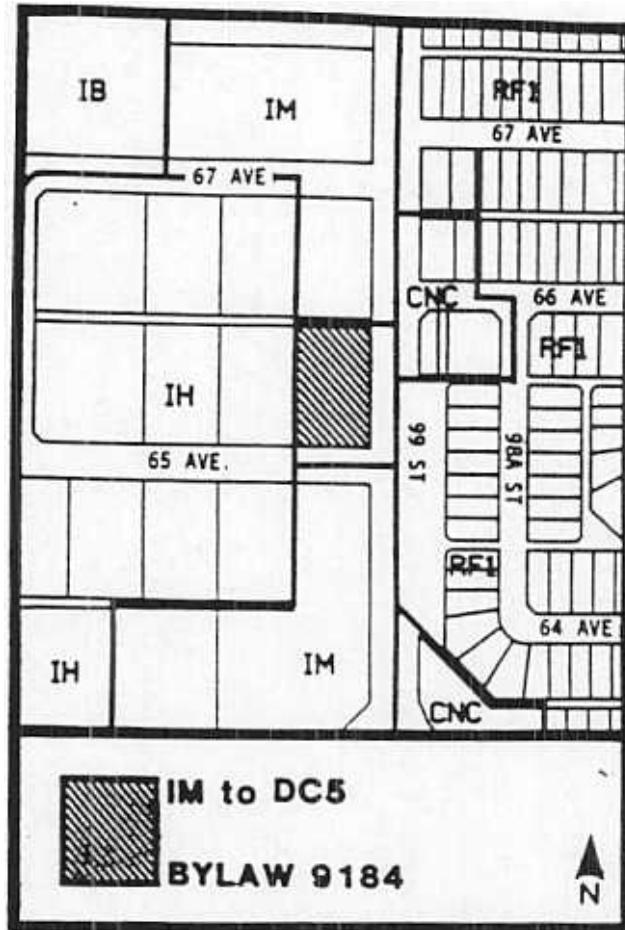 IB
IM
RF1
67 AVE
67 AVE
CNC
66 AVE
RF1
IH
99 ST
98A ST
65 AVE.
RF1
64 AVE
IH
IM
CNC
IM to DC5
BYLAW 9184
N